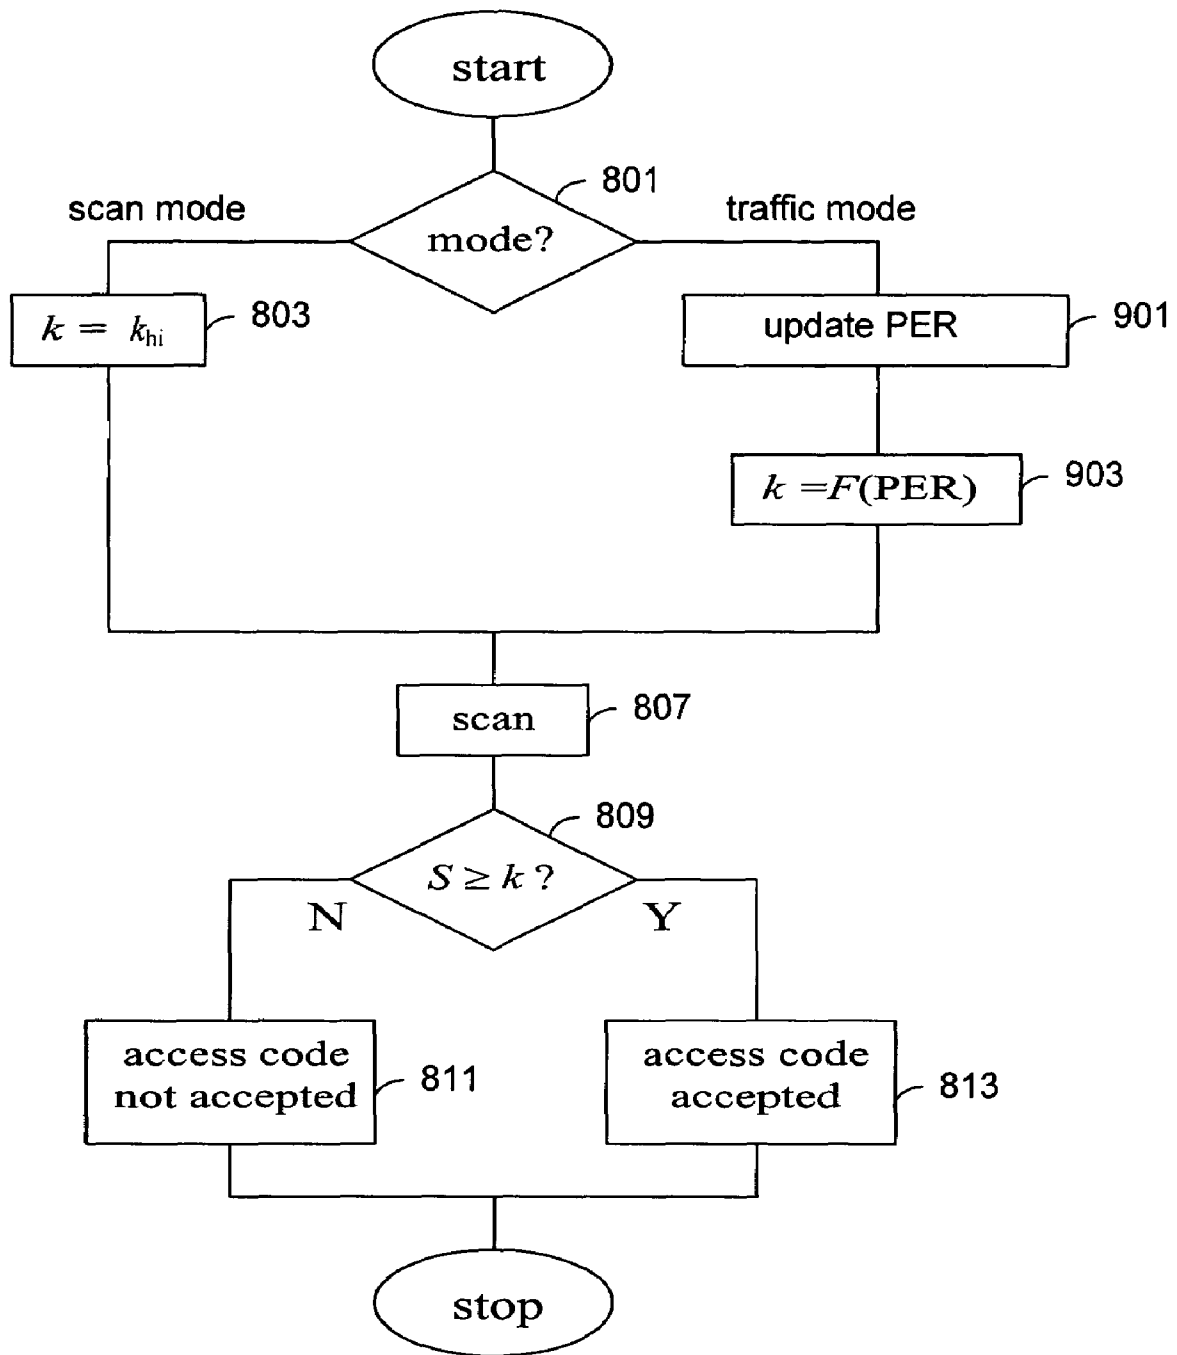 start
801
scan mode
traffic mode
mode?
k = khi
803
update PER
901
k =F(PER)
903
scan
807
809
S ≥ k ?
N
Y
access code
not accepted
811
access code
accepted
813
stop